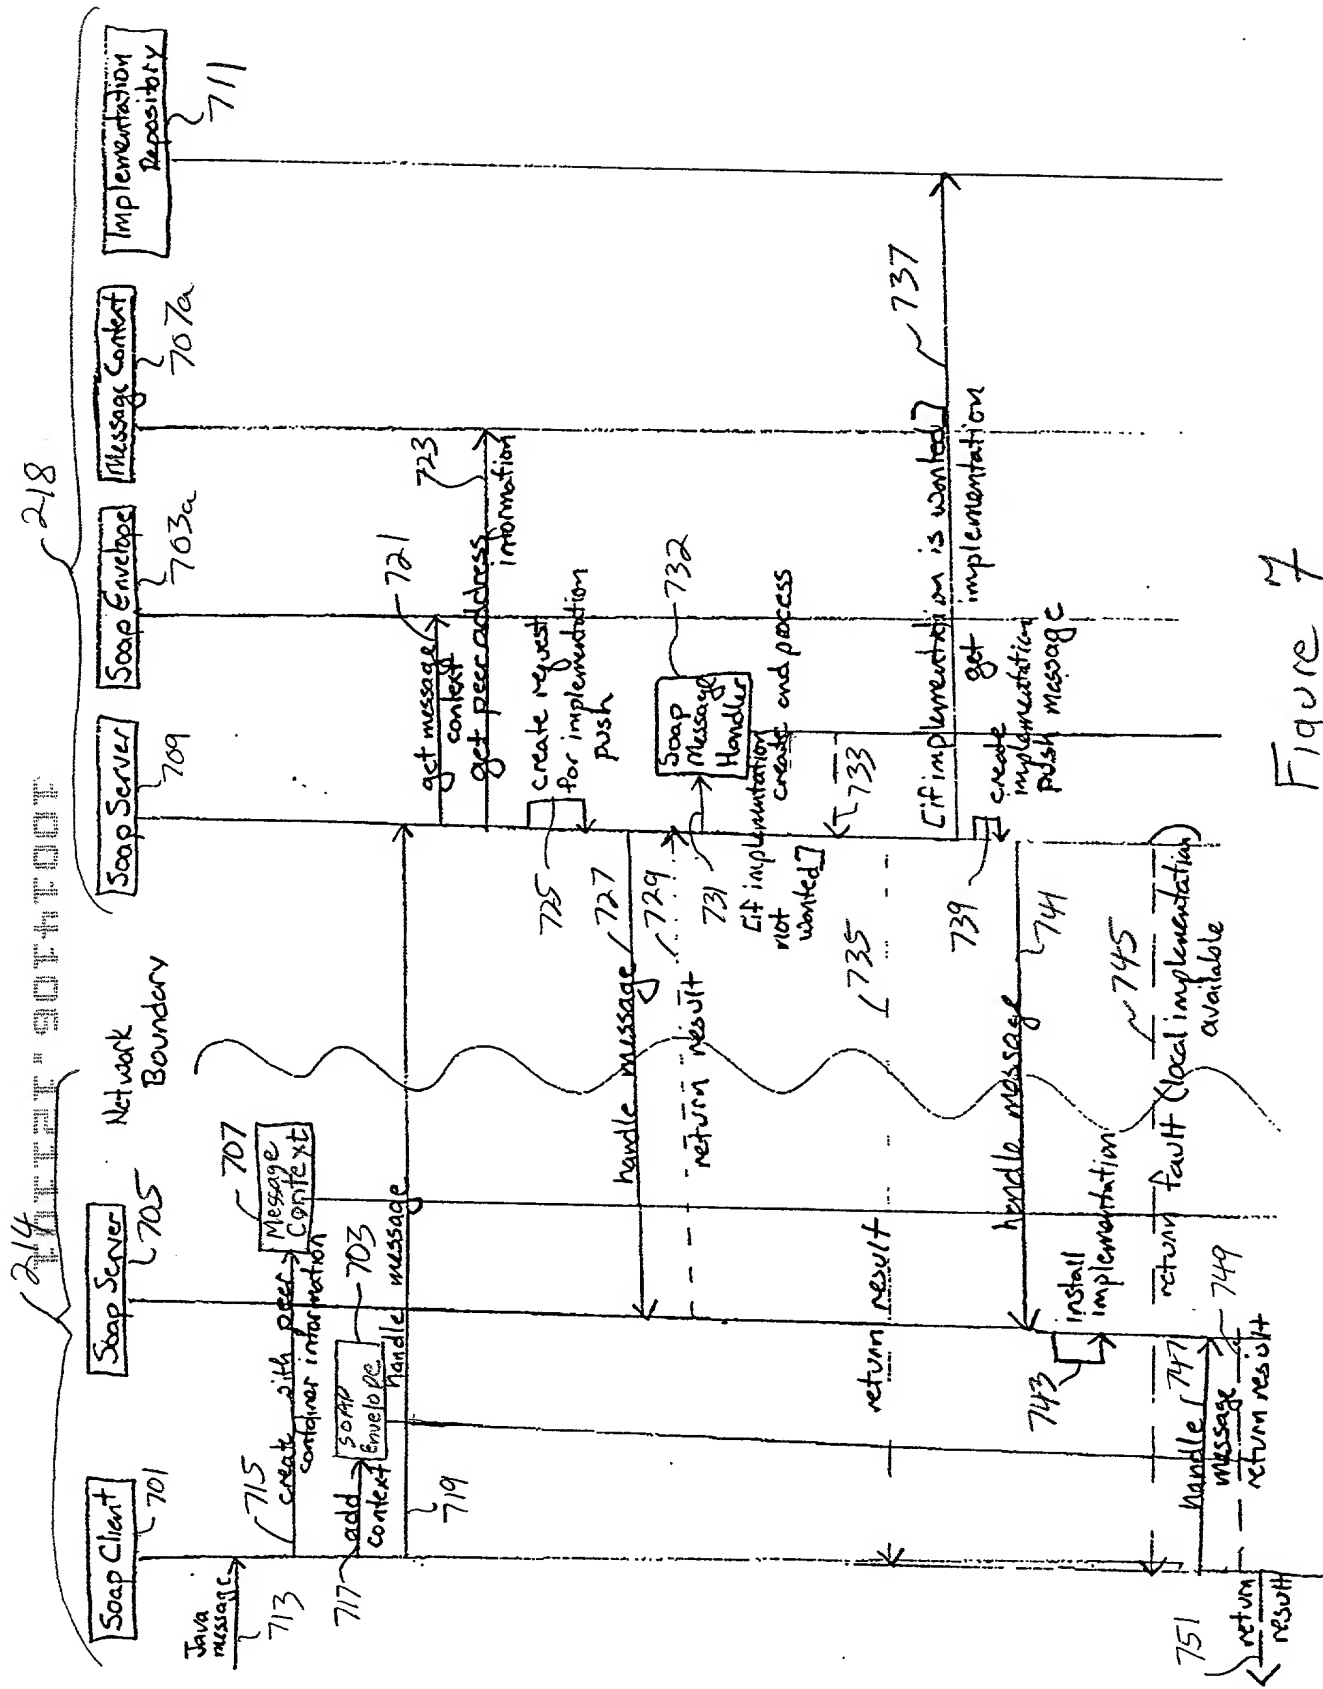 214
218
Soap Client
701
Soap Server
705
Network
Boundary
Soap Server
709
Soap Envelope
703a
Message Context
707a
Implementation
Repository
711
Java
message
713
715
create with peer
container information
Message
Context
707
717
add
context
SOAP
Envelope
703
handle message
719
get message
context
721
get peer address
information
723
725
create request
for implementation
push
handle message
727
return result
729
731
Soap
Message
Handler
732
[if implementation
not
wanted]
create and process
733
return result
735
[if implementation is wanted]
get implementation
737
739
create
implementation
push message
handle message
741
743
install
implementation
return fault (local implementation)
available
745
handle
message
747
return result
749
751
return
result
Figure 7